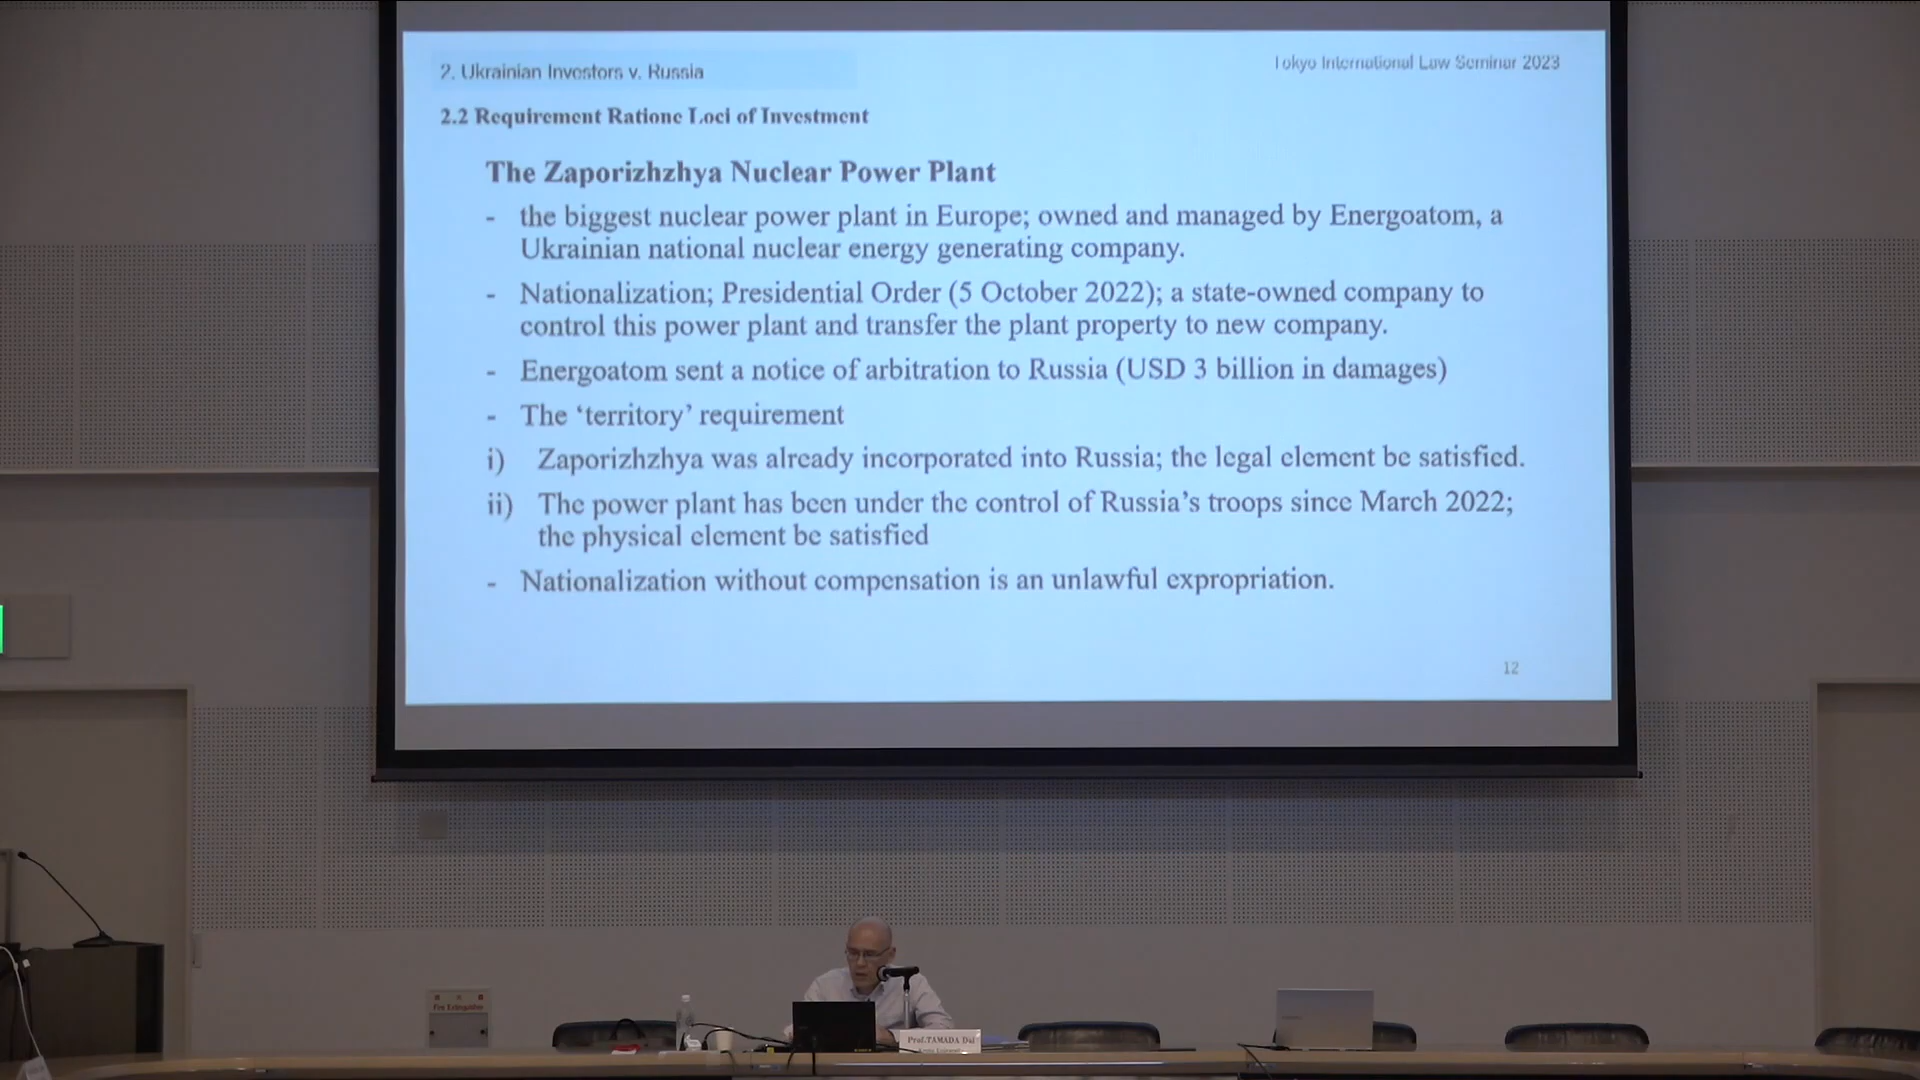 2. Ukrainian Investors v. Russia
Tokyo International Law Seminar 2023
2.2 Requirement Ratione Loci of Investment
The Zaporizhzhya Nuclear Power Plant
- the biggest nuclear power plant in Europe; owned and managed by Energoatom, a
Ukrainian national nuclear energy generating company.
- Nationalization; Presidential Order (5 October 2022); a state-owned company to
control this power plant and transfer the plant property to new company.
- Energoatom sent a notice of arbitration to Russia (USD 3 billion in damages)
- The ‘territory’ requirement
i) Zaporizhzhya was already incorporated into Russia; the legal element be satisfied.
ii) The power plant has been under the control of Russia’s troops since March 2022;
the physical element be satisfied
- Nationalization without compensation is an unlawful expropriation.
12
Fire Extinguisher
Prof.TAMADA Dai